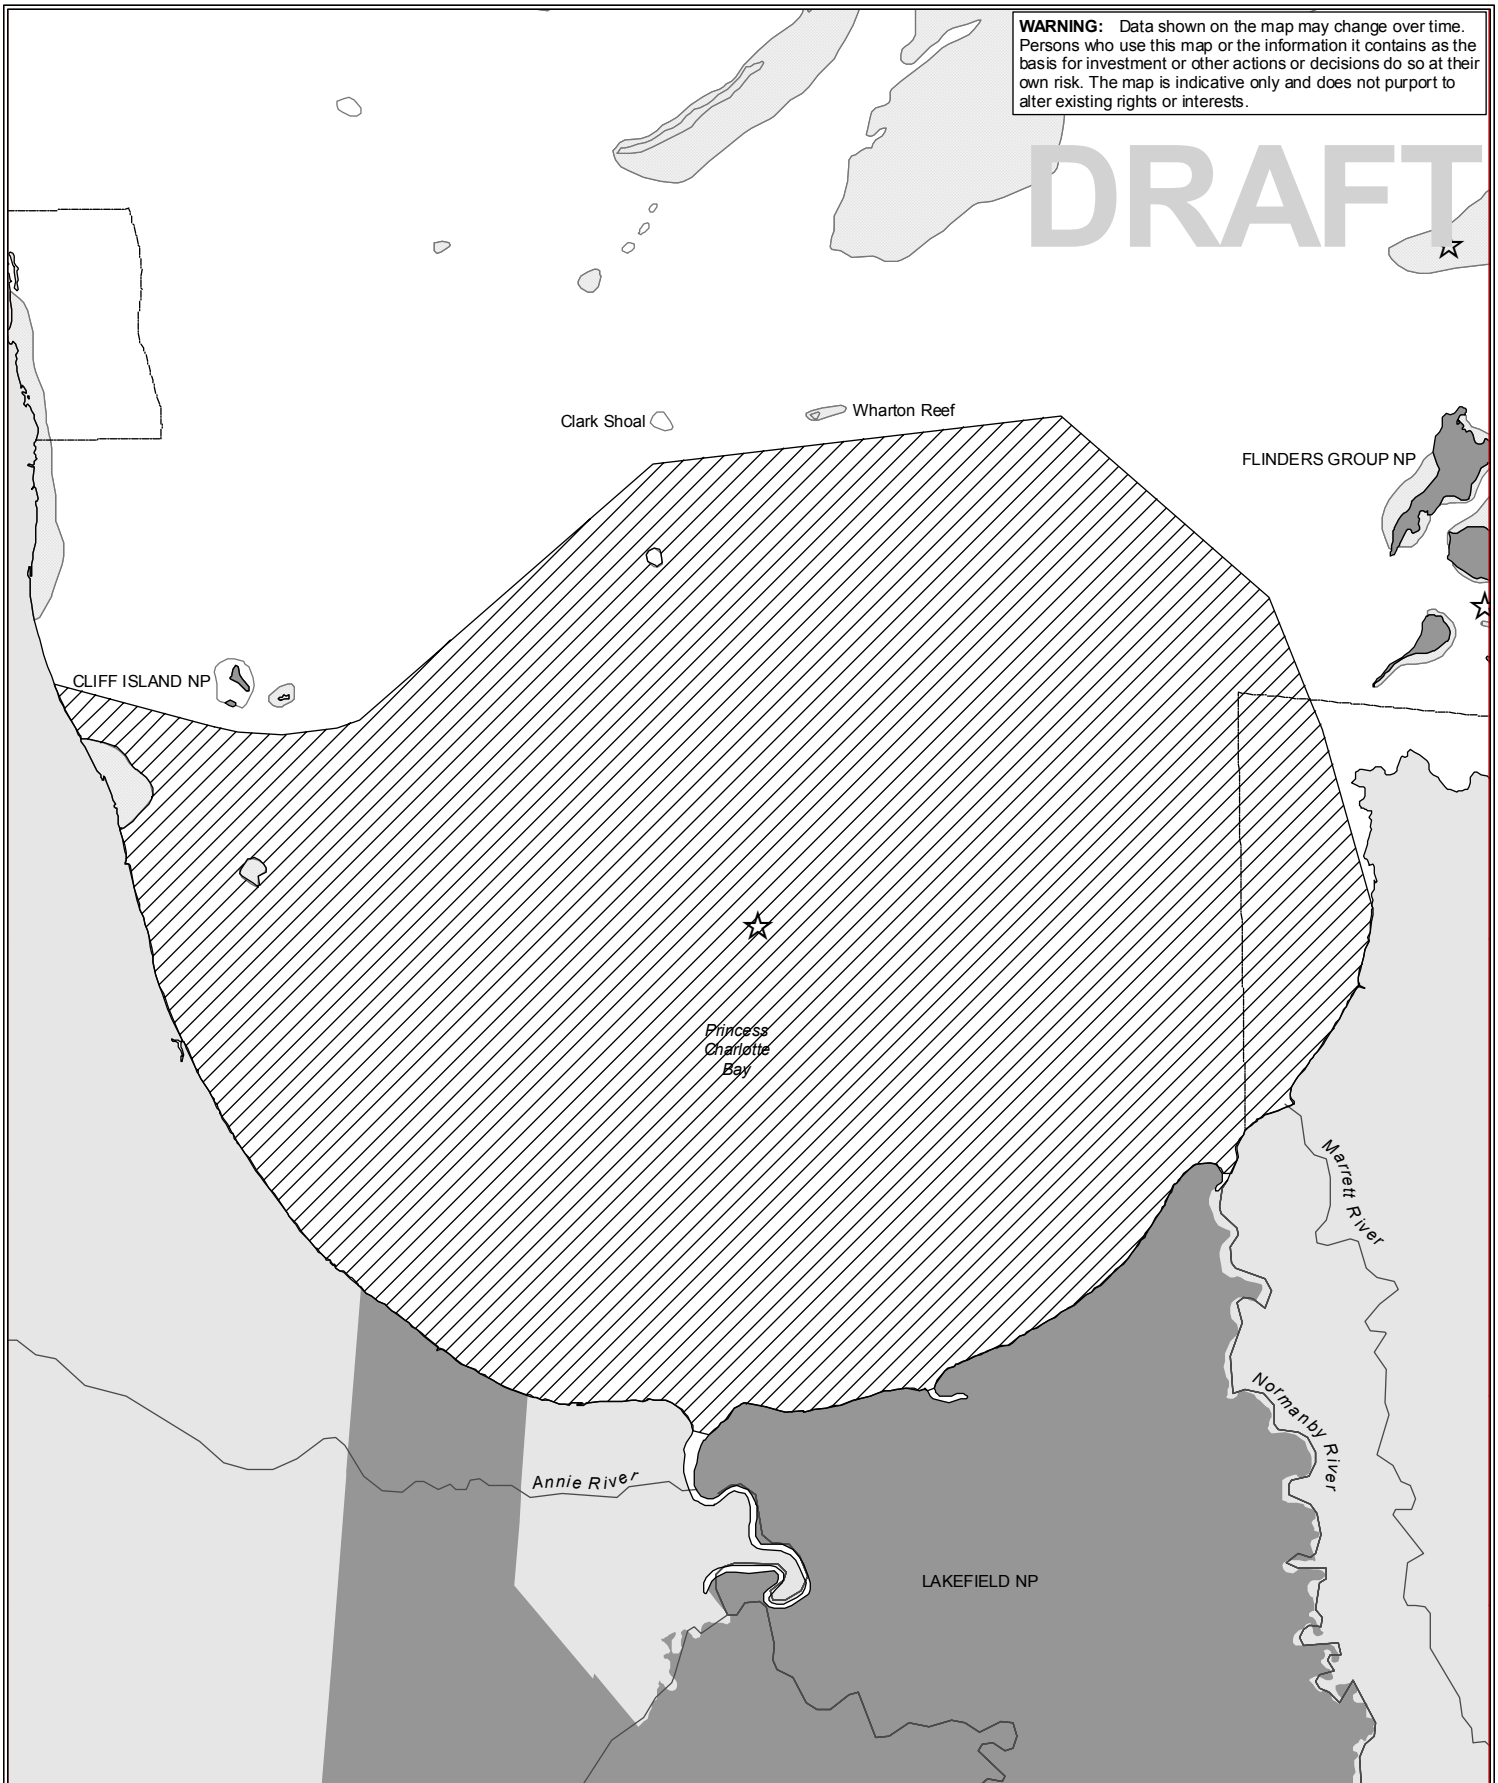 WARNING: Data shown on the map may change over time.
Persons who use this map or the information it contains as the
basis for investment or other actions or decisions do so at their
own risk. The map is indicative only and does not purport to
alter existing rights or interests.
DRAFT
Clark Shoal
Wharton Reef
FLINDERS GROUP NP
CLIFF ISLAND NP
Princess
Charlotte
Bay
Marrett River
Normanby River
Annie River
LAKEFIELD NP